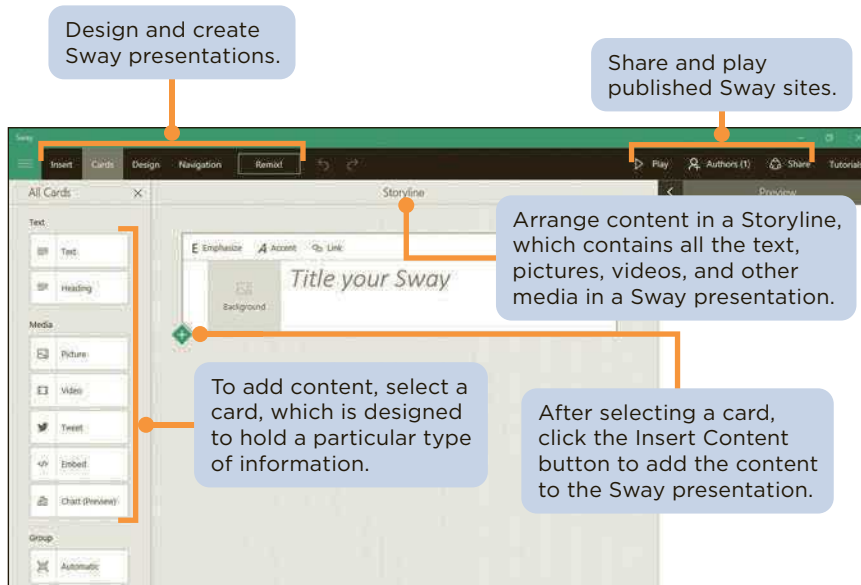 Design and create
Sway presentations.
Share and play
published Sway sites.
Sway
Insert Cards Design Navigation Remix! Play Authors (1) Share Tutorials
All Cards Storyline Preview
Text
Text
Heading
Media
Picture
Video
Tweet
Embed
Chart (Preview)
Group
Automatic
E Emphasize A Accent Link
Background
Title your Sway
Arrange content in a Storyline,
which contains all the text,
pictures, videos, and other
media in a Sway presentation.
To add content, select a
card, which is designed
to hold a particular type
of information.
After selecting a card,
click the Insert Content
button to add the content
to the Sway presentation.